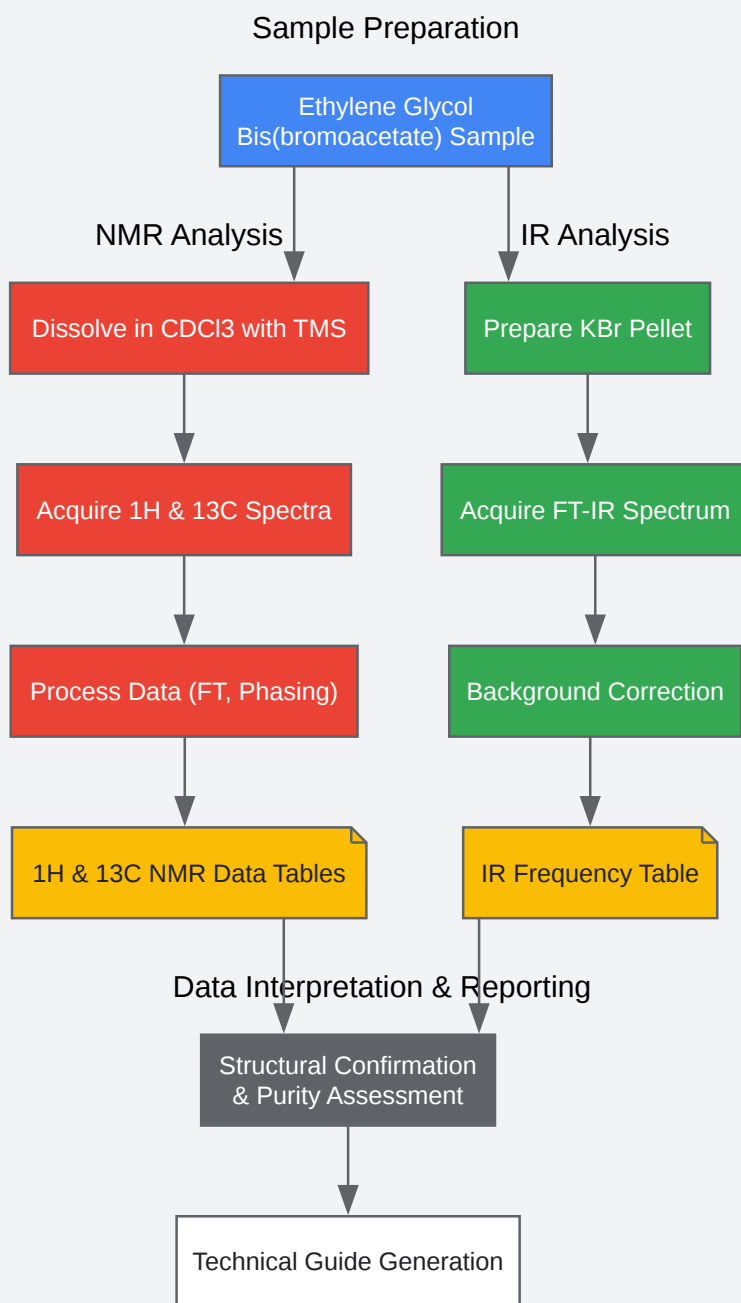 Sample Preparation
Ethylene Glycol
Bis(bromoacetate) Sample
NMR Analysis
IR Analysis
Dissolve in CDCl3 with TMS
Prepare KBr Pellet
Acquire 1H & 13C Spectra
Acquire FT-IR Spectrum
Process Data (FT, Phasing)
Background Correction
1H & 13C NMR Data Tables
IR Frequency Table
Data Interpretation & Reporting
Structural Confirmation
& Purity Assessment
Technical Guide Generation